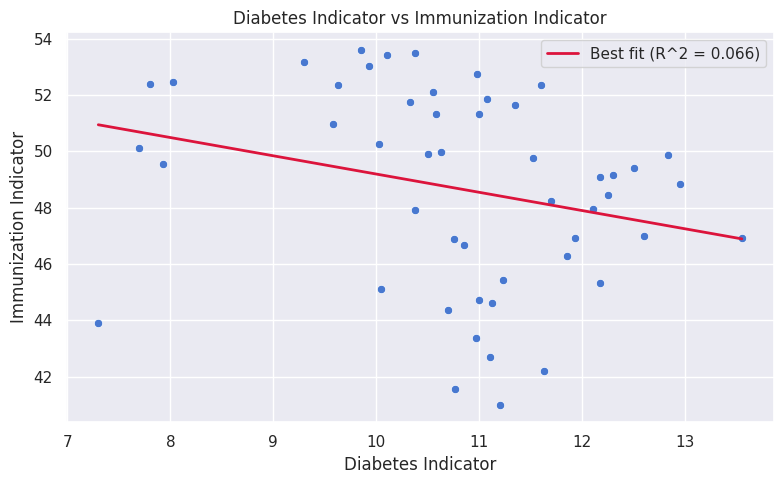 Diabetes Indicator vs Immunization Indicator
Best fit (R^2 = 0.066)
54
52
50
48
46
44
42
Immunization Indicator
7 8 9 10 11 12 13
Diabetes Indicator